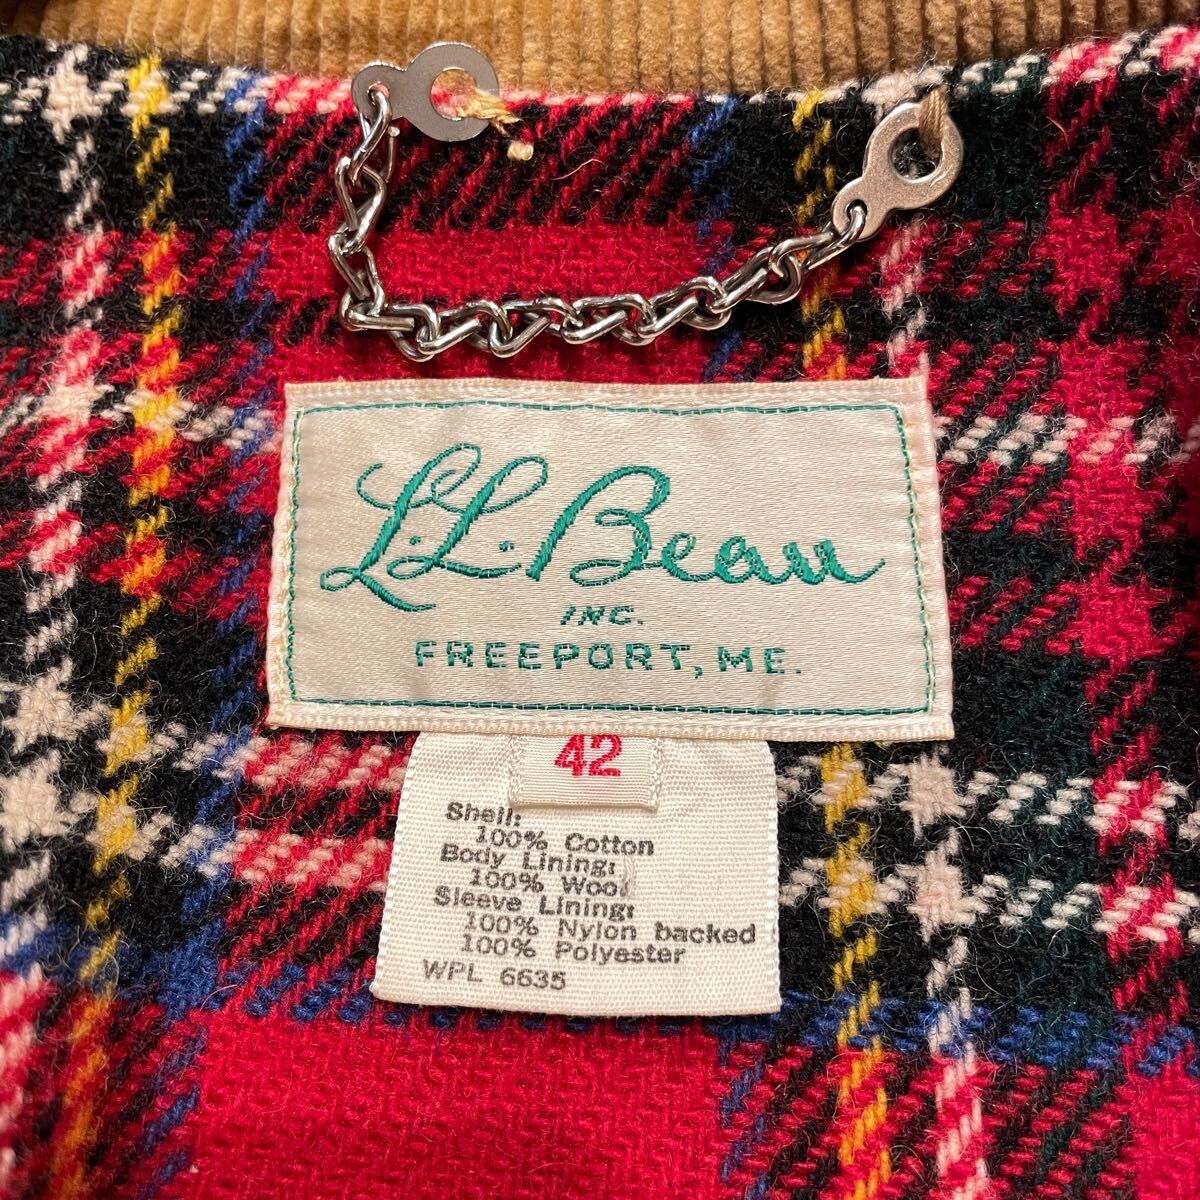 L.L. Bean
INC.
FREEPORT, ME.
42
Shell:
100% Cotton
Body Lining:
100% Wool
Sleeve Lining:
100% Nylon backed
100% Polyester
WPL 6635